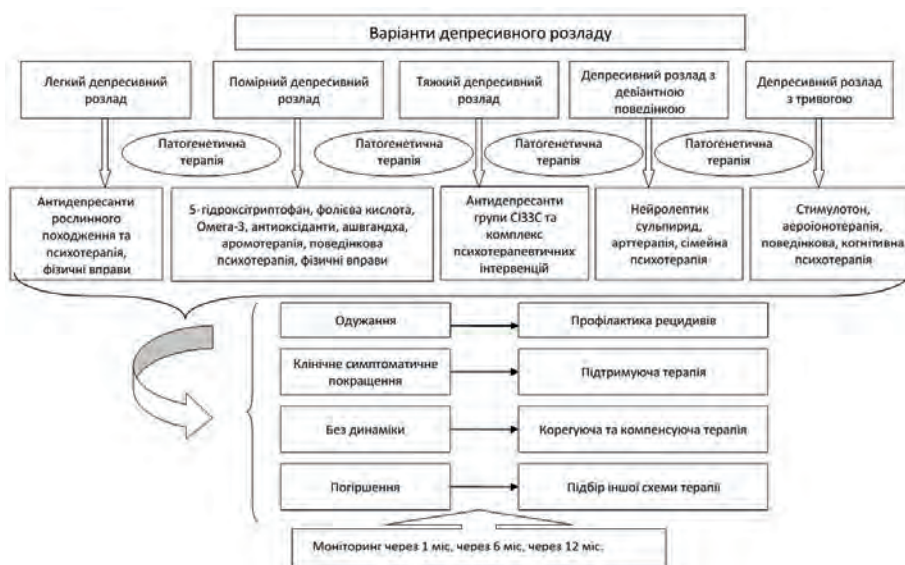 Варіанти депресивного розладу
Легкий депресивний
розлад
Помірний депресивний
розлад
Тяжкий депресивний
розлад
Депресивний розлад з
девіантною
поведінкою
Депресивний розлад
з тривогою
Патогенетична
терапія
Патогенетична
терапія
Патогенетична
терапія
Патогенетична
терапія
Антидепресанти
рослинного
походження та
психотерапія,
фізичні вправи
5-гідроксітриптофан, фолієва кислота,
Омега-3, антиоксіданти, ашвгандха,
аромотерапія, поведінкова
психотерапія, фізичні вправи
Антидепресанти
групи СІЗЗС та
комплекс
психотерапевтичних
інтервенцій
Нейролептик
сульпирид,
арттерапія, сімейна
психотерапія
Стимулотон,
аероіонотерапія,
поведінкова, когнітивна
психотерапія
Одужання
Профілактика рецидивів
Клінічне симптоматичне
покращення
Підтримуюча терапія
Без динаміки
Корегуюча та компенсуюча терапія
Погіршення
Підбір іншої схеми терапії
Моніторинг через 1 міс, через 6 міс, через 12 міс.